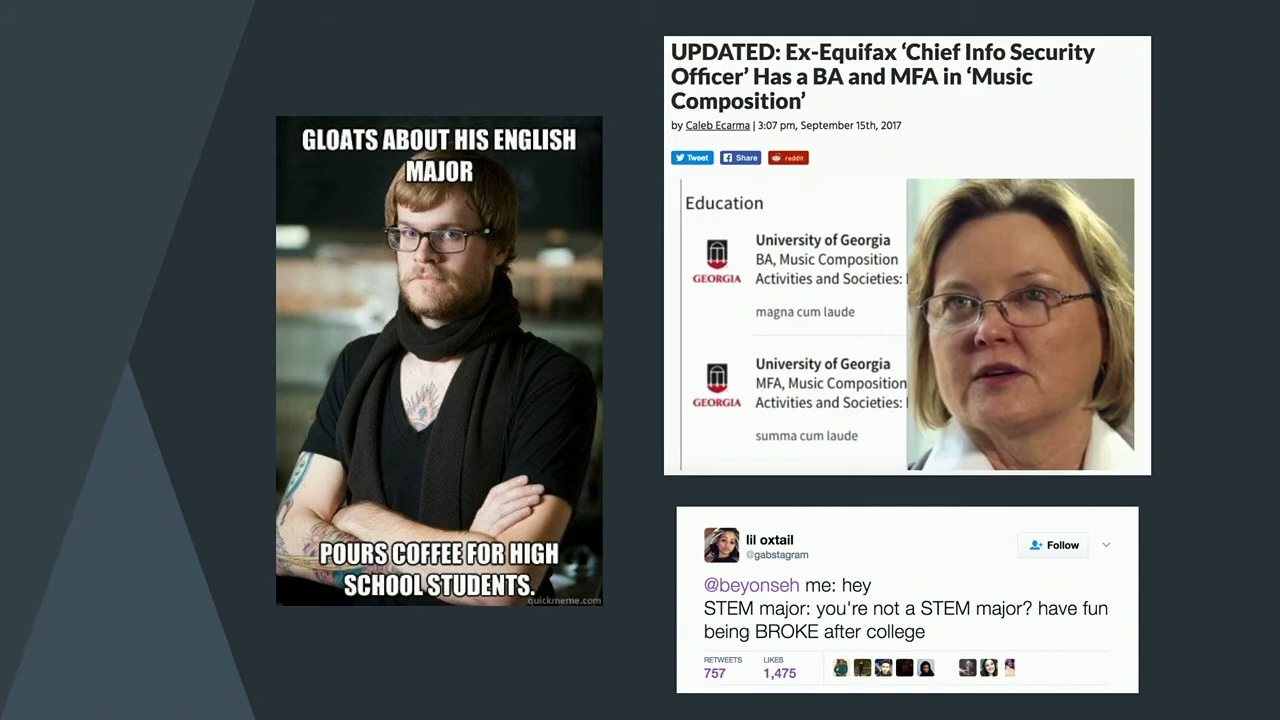 GLOATS ABOUT HIS ENGLISH
MAJOR
POURS COFFEE FOR HIGH
SCHOOL STUDENTS.
quickmeme.com
UPDATED: Ex-Equifax ‘Chief Info Security
Officer’ Has a BA and MFA in ‘Music
Composition’
by Caleb Ecarma | 3:07 pm, September 15th, 2017
Tweet
Share
reddit
Education
University of Georgia
BA, Music Composition
Activities and Societies:
magna cum laude
GEORGIA
University of Georgia
MFA, Music Composition
Activities and Societies:
summa cum laude
GEORGIA
lil oxtail
@gabstagram
Follow
@beyonseh me: hey
STEM major: you're not a STEM major? have fun
being BROKE after college
RETWEETS
757
LIKES
1,475